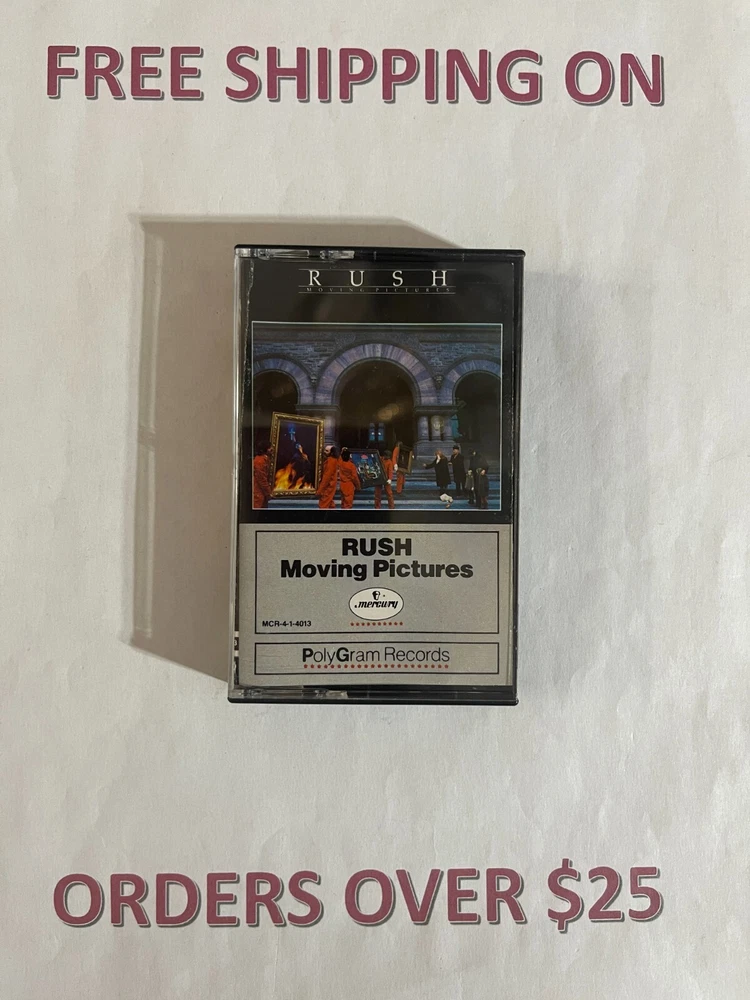 FREE SHIPPING ON
RUSH
MOVING PICTURES
RUSH
Moving Pictures
mercury
MCR-4-1-4013
PolyGram Records
ORDERS OVER $25